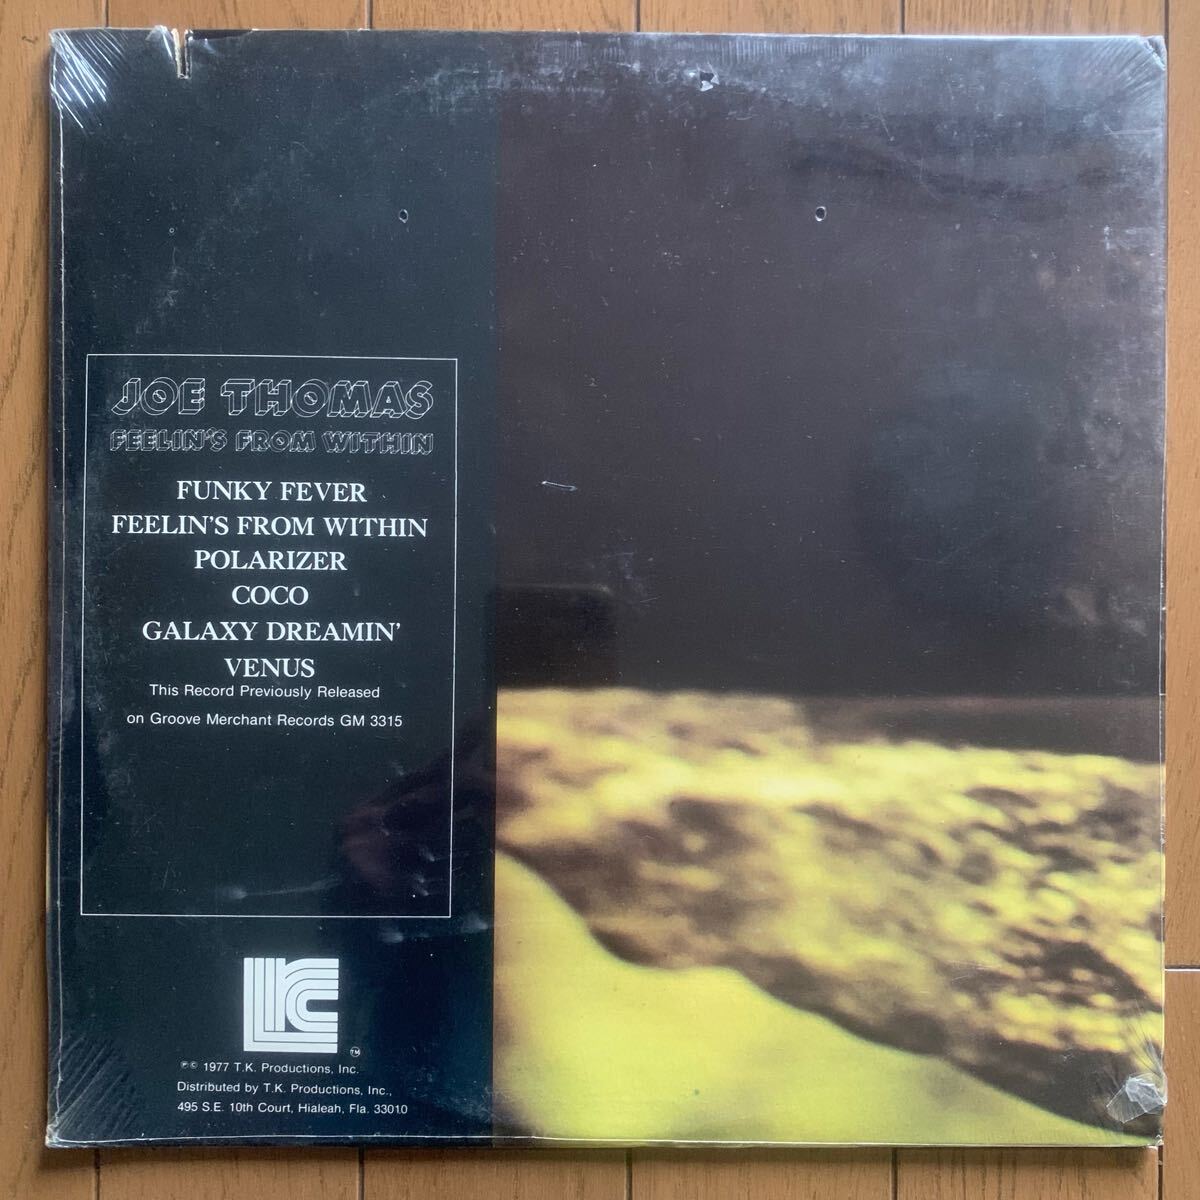 JOE THOMAS
FEELIN'S FROM WITHIN
FUNKY FEVER
FEELIN'S FROM WITHIN
POLARIZER
COCO
GALAXY DREAMIN'
VENUS
This Record Previously Released
on Groove Merchant Records GM 3315
LRC
TM
℗© 1977 T.K. Productions, Inc.
Distributed by T.K. Productions, Inc.,
495 S.E. 10th Court, Hialeah, Fla. 33010